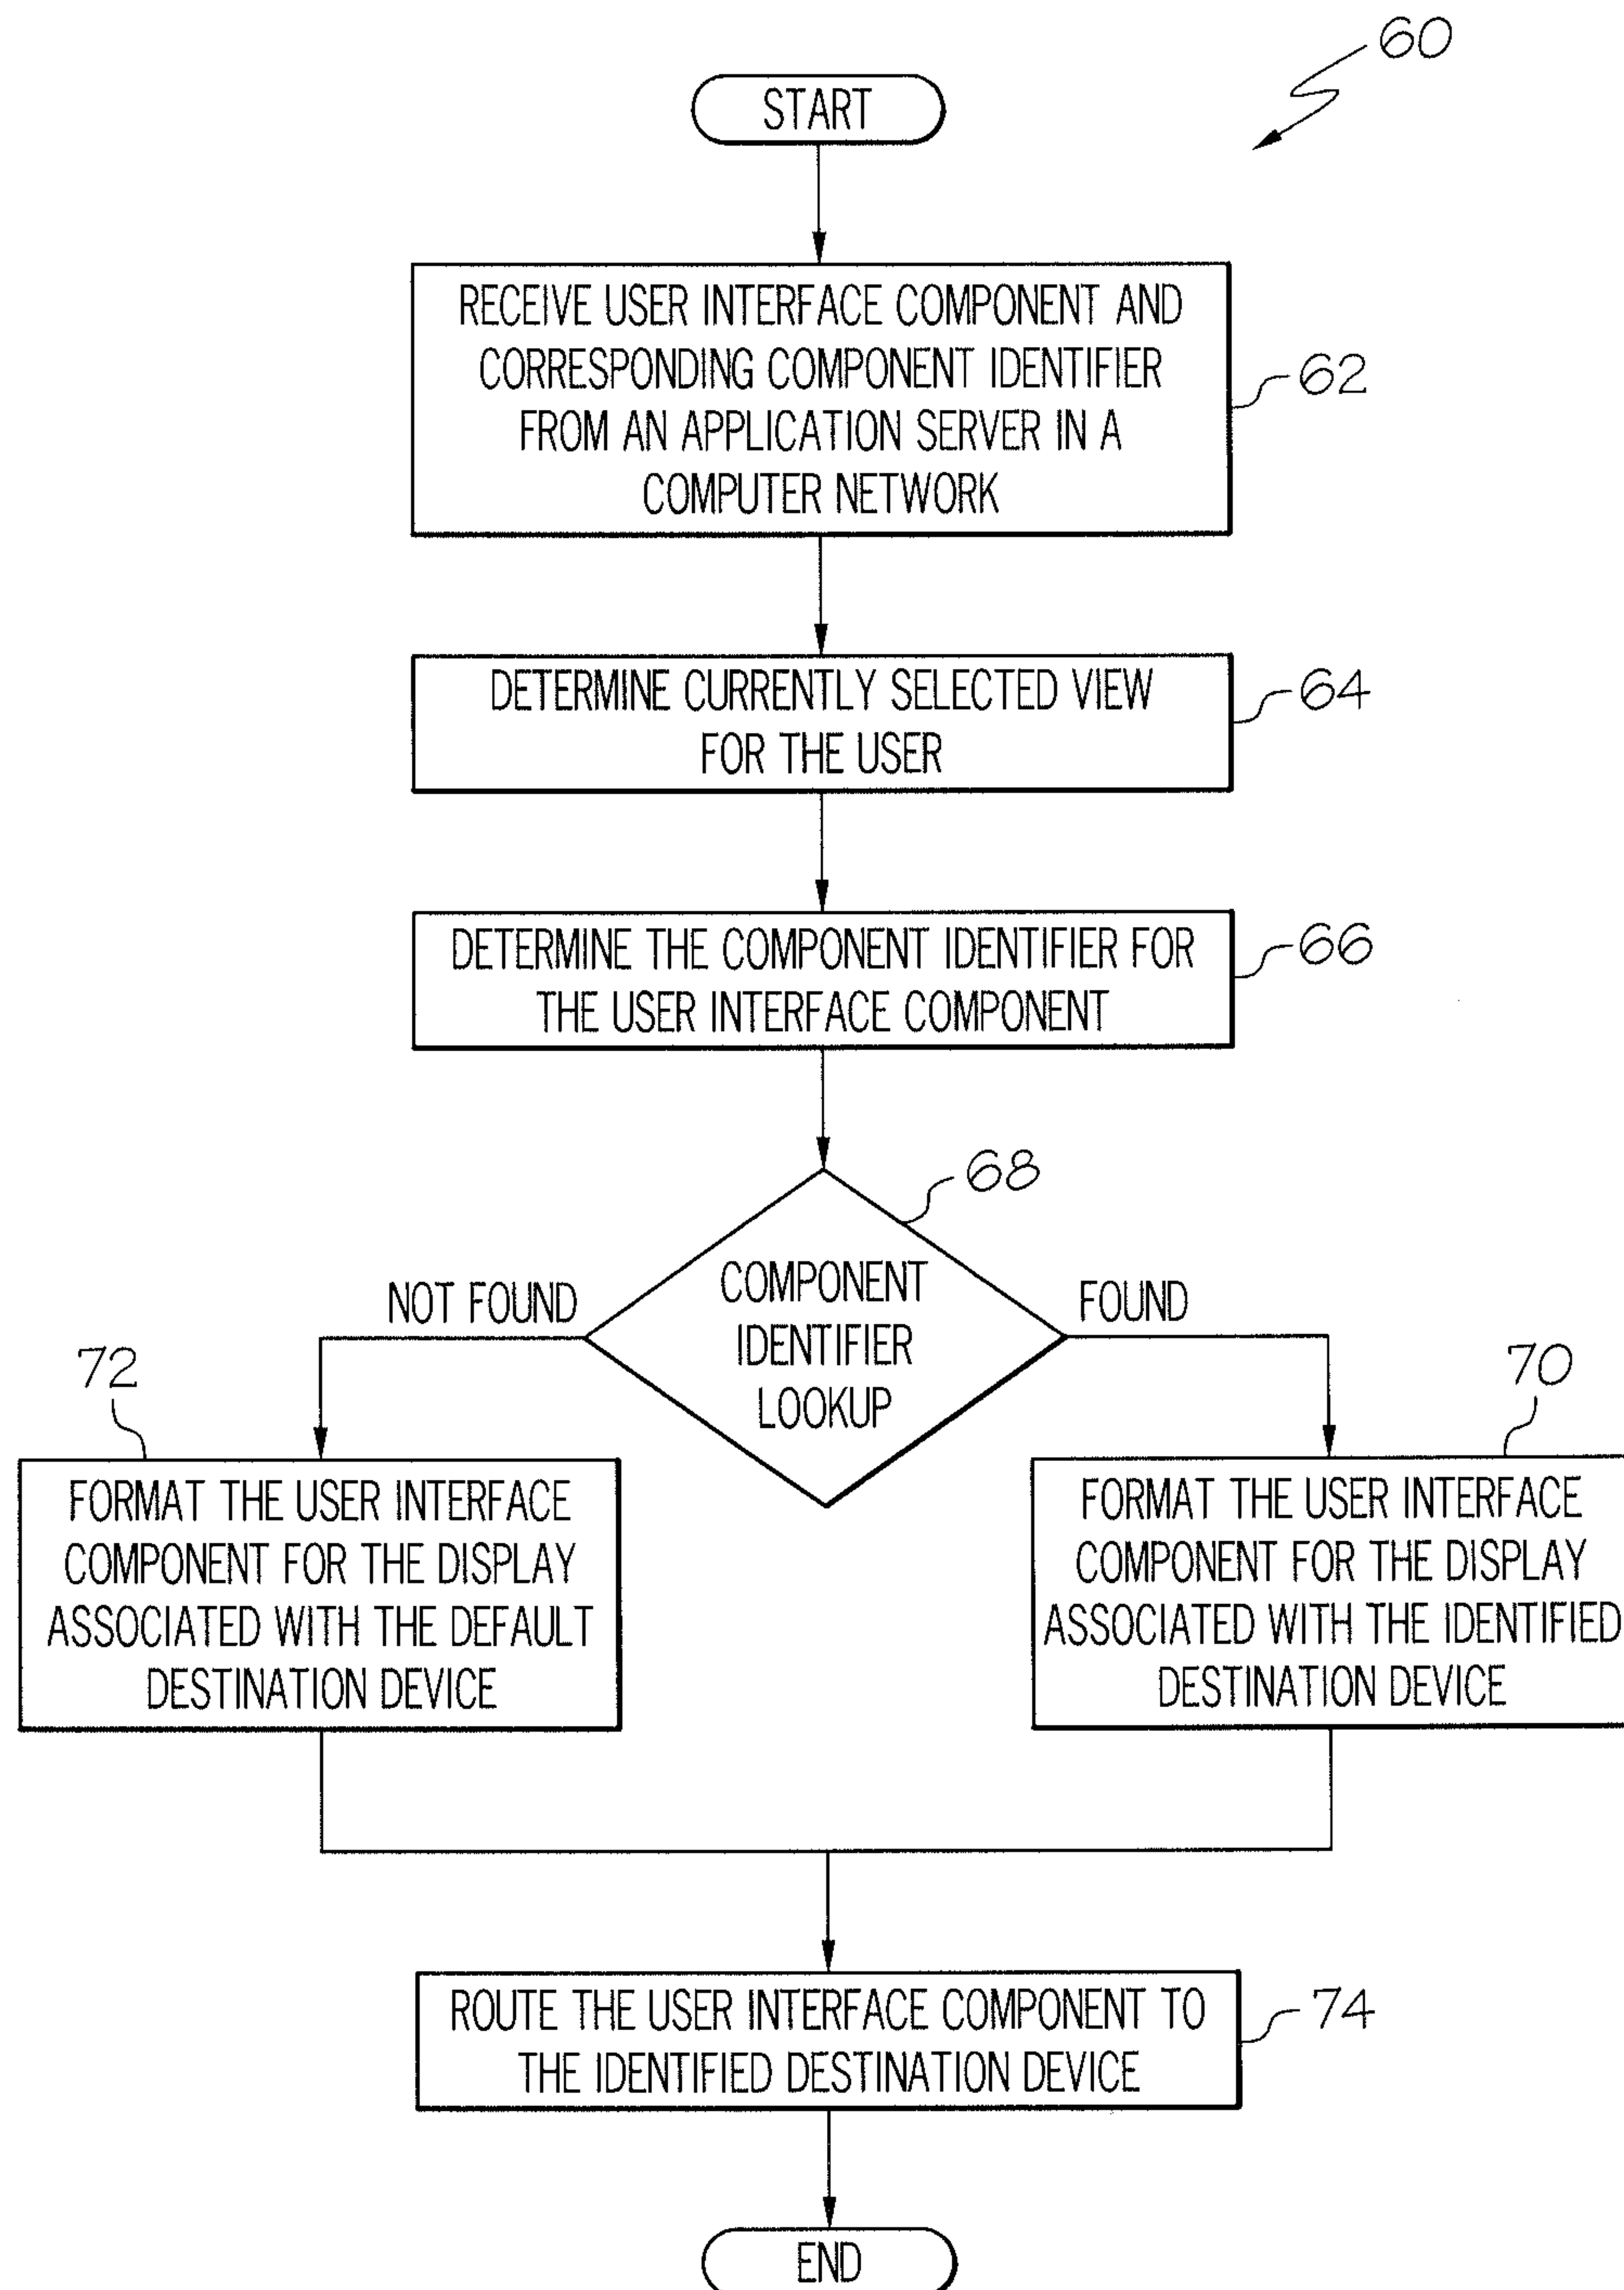 60
START
RECEIVE USER INTERFACE COMPONENT AND
CORRESPONDING COMPONENT IDENTIFIER
FROM AN APPLICATION SERVER IN A
COMPUTER NETWORK
62
DETERMINE CURRENTLY SELECTED VIEW
FOR THE USER
64
DETERMINE THE COMPONENT IDENTIFIER FOR
THE USER INTERFACE COMPONENT
66
68
COMPONENT
IDENTIFIER
LOOKUP
NOT FOUND
FOUND
72
FORMAT THE USER INTERFACE
COMPONENT FOR THE DISPLAY
ASSOCIATED WITH THE DEFAULT
DESTINATION DEVICE
70
FORMAT THE USER INTERFACE
COMPONENT FOR THE DISPLAY
ASSOCIATED WITH THE IDENTIFIED
DESTINATION DEVICE
ROUTE THE USER INTERFACE COMPONENT TO
THE IDENTIFIED DESTINATION DEVICE
74
END